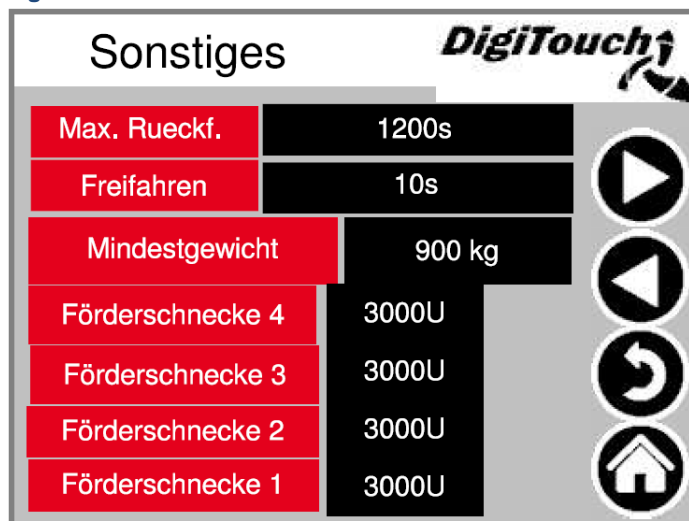 Sonstiges
DigiTouch
Max. Rueckf. 1200s
Freifahren 10s
Mindestgewicht 900 kg
Förderschnecke 4 3000U
Förderschnecke 3 3000U
Förderschnecke 2 3000U
Förderschnecke 1 3000U